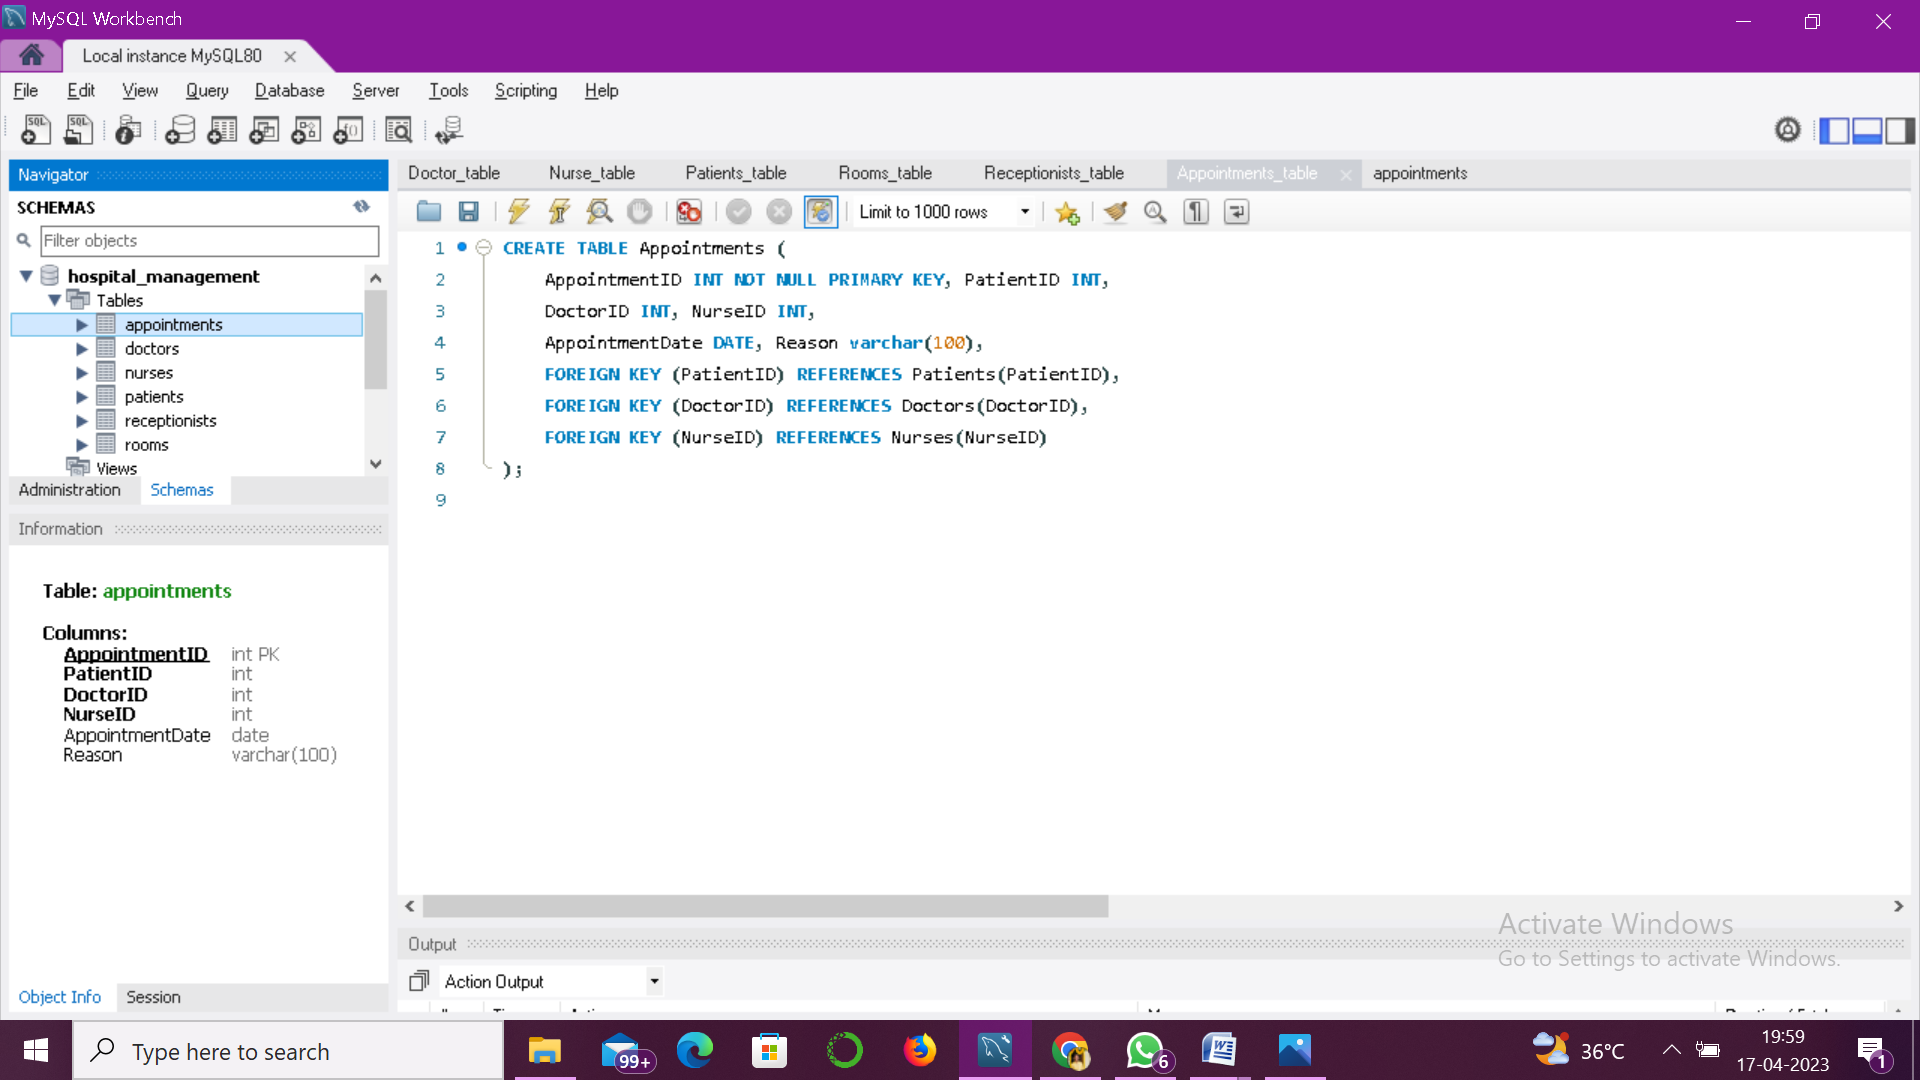 MySQL Workbench
Local instance MySQL80
File Edit View Query Database Server Tools Scripting Help
Navigator
SCHEMAS
Filter objects
hospital_management
Tables
appointments
doctors
nurses
patients
receptionists
rooms
Views
Administration Schemas
Information
Table: appointments
Columns:
AppointmentID int PK
PatientID int
DoctorID int
NurseID int
AppointmentDate date
Reason varchar(100)
Object Info Session
Doctor_table Nurse_table Patients_table Rooms_table Receptionists_table Appointments_table appointments
Limit to 1000 rows
1 CREATE TABLE Appointments (
2 AppointmentID INT NOT NULL PRIMARY KEY, PatientID INT,
3 DoctorID INT, NurseID INT,
4 AppointmentDate DATE, Reason varchar(100),
5 FOREIGN KEY (PatientID) REFERENCES Patients(PatientID),
6 FOREIGN KEY (DoctorID) REFERENCES Doctors(DoctorID),
7 FOREIGN KEY (NurseID) REFERENCES Nurses(NurseID)
8 );
9
Output
Action Output
Activate Windows
Go to Settings to activate Windows.
Type here to search
99+
6
36°C
19:59
17-04-2023
1